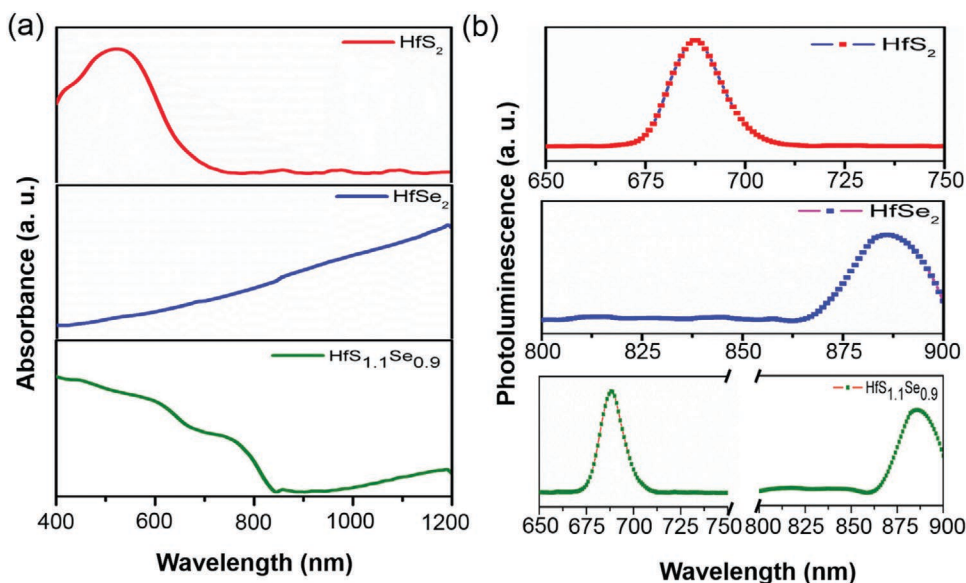 (a)
HfS2
HfSe2
HfS1.1Se0.9
Absorbance (a. u.)
400 600 800 1000 1200
Wavelength (nm)
(b)
HfS2
650 675 700 725 750
HfSe2
800 825 850 875 900
HfS1.1Se0.9
650 675 700 725 750 800 825 850 875 900
Photoluminescence (a. u.)
Wavelength (nm)